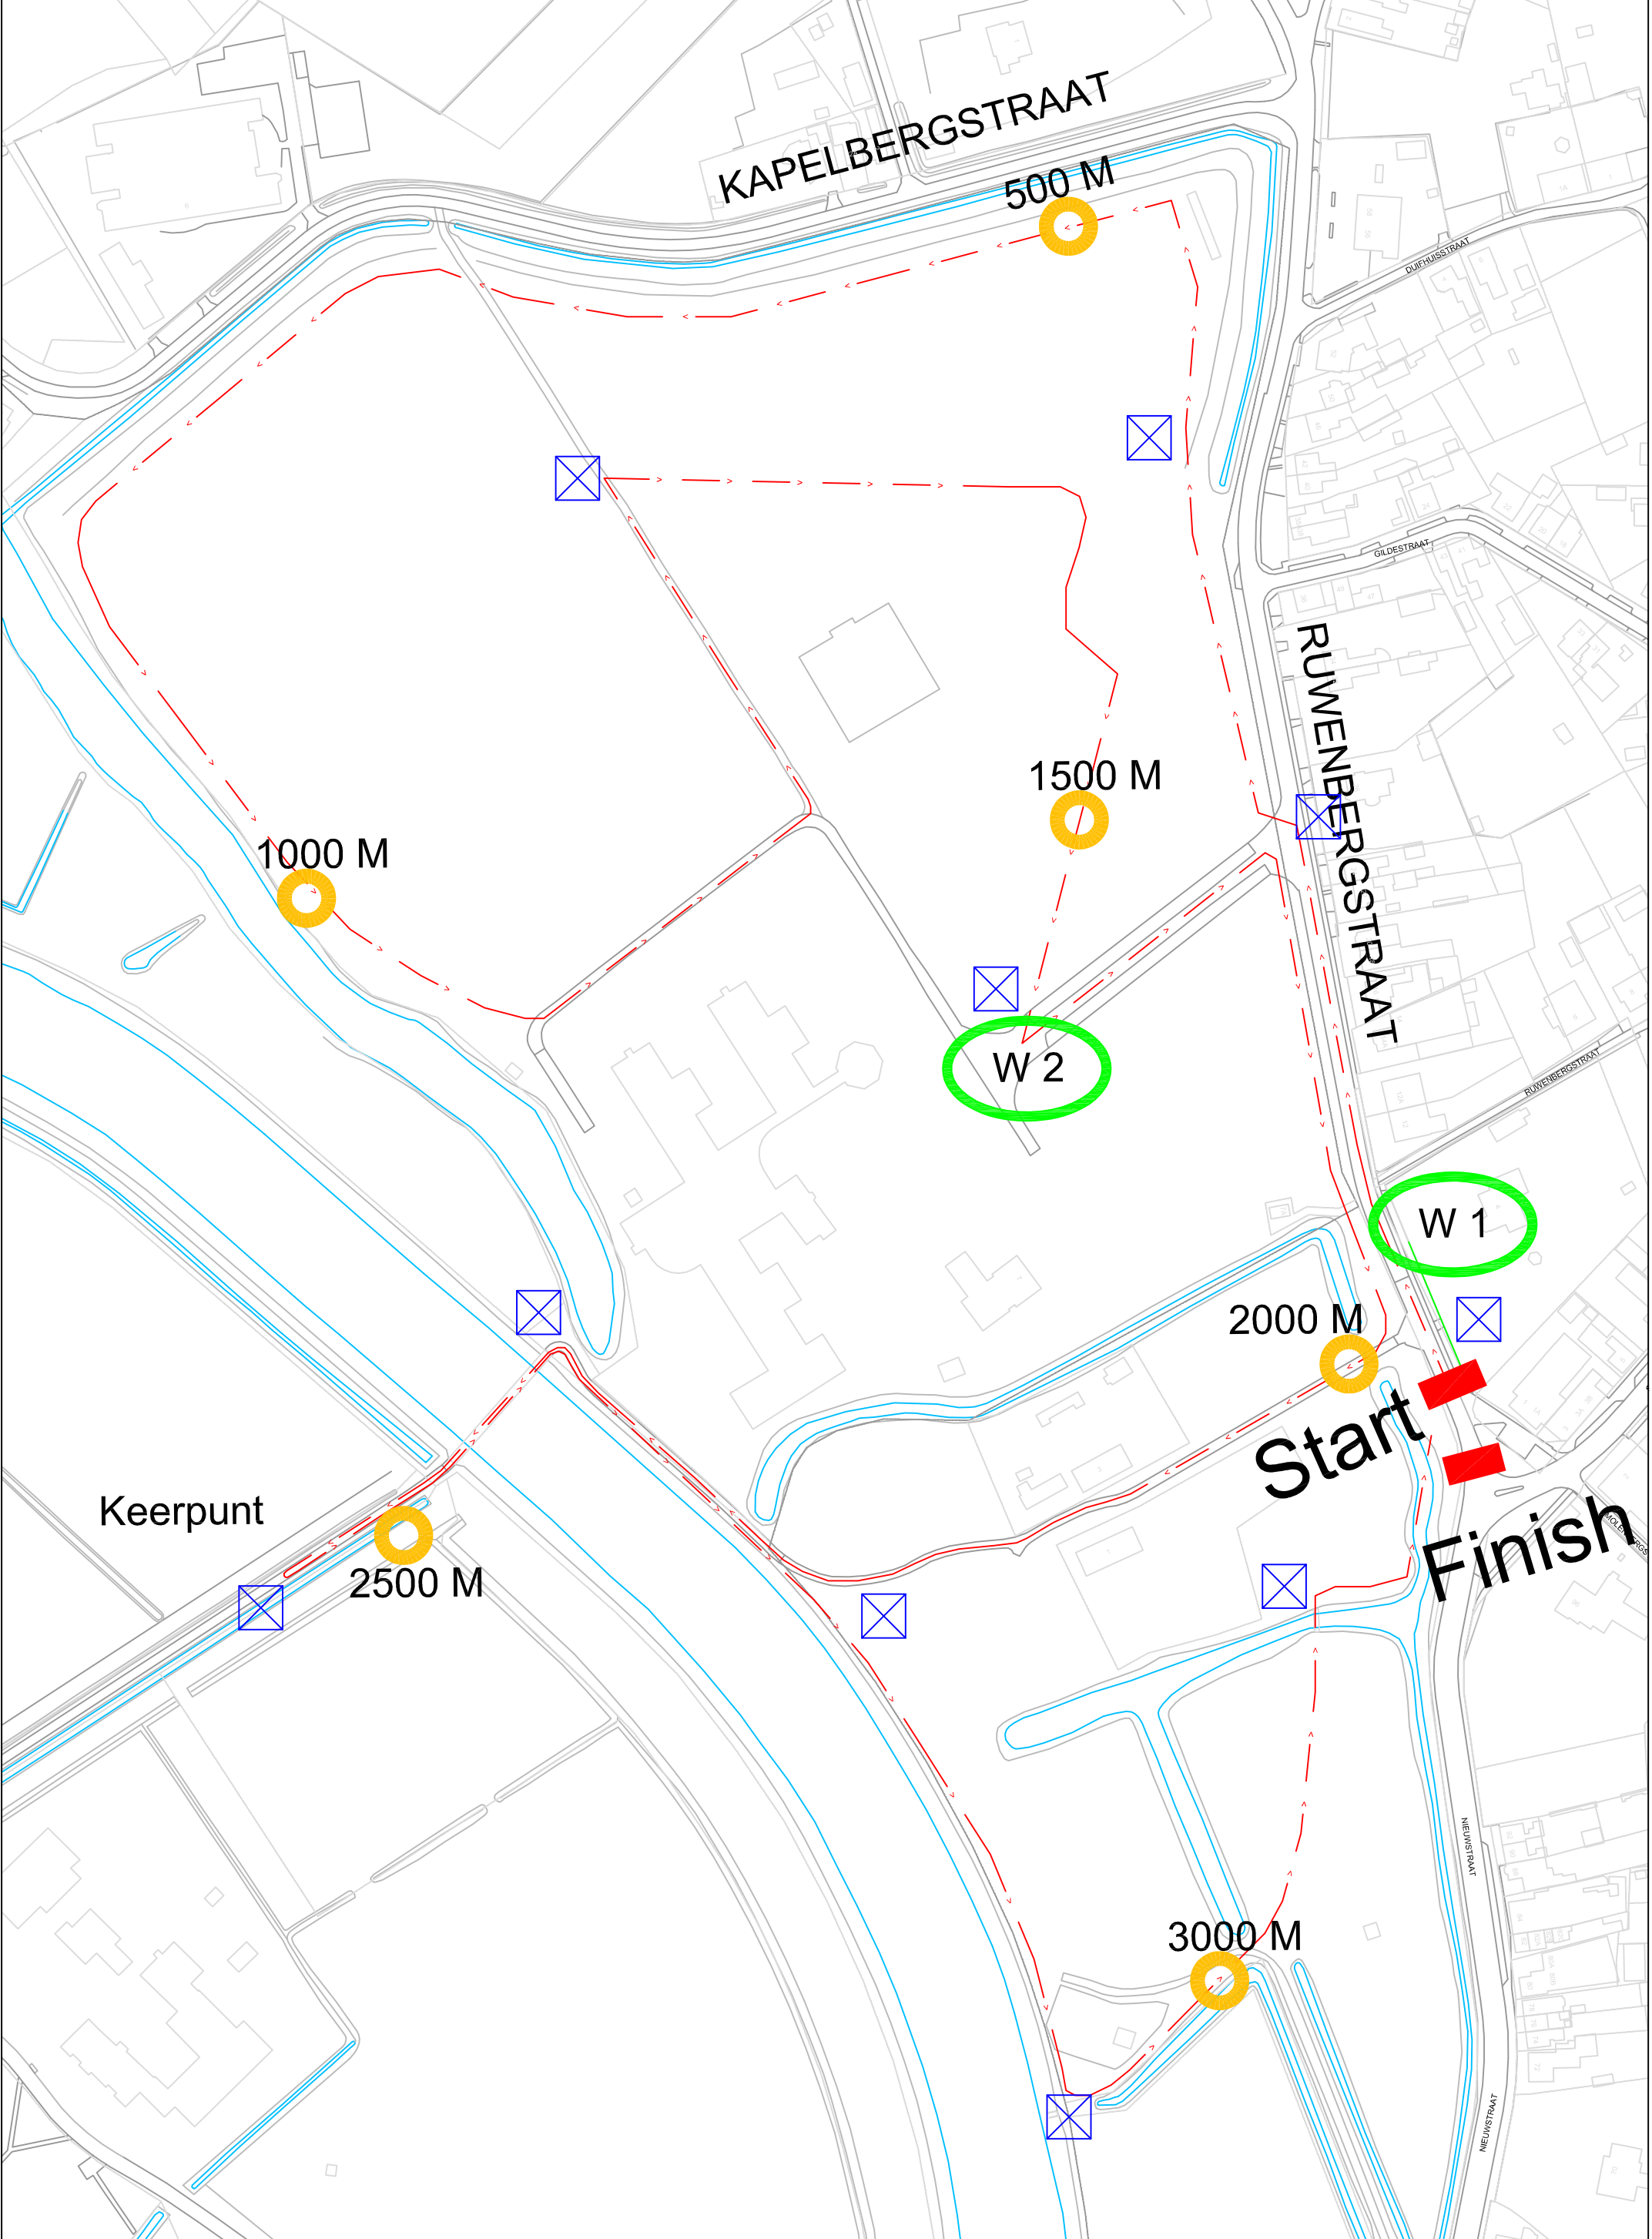 KAPELBERGSTRAAT
500 M
DUIFHUISSTRAAT
GILDESTRAAT
RUWENBERGSTRAAT
1500 M
1000 M
W 2
RUWENBERGSTRAAT
W 1
2000 M
Start
Keerpunt
Finish
2500 M
NIEUWSTRAAT
3000 M
NIEUWSTRAAT